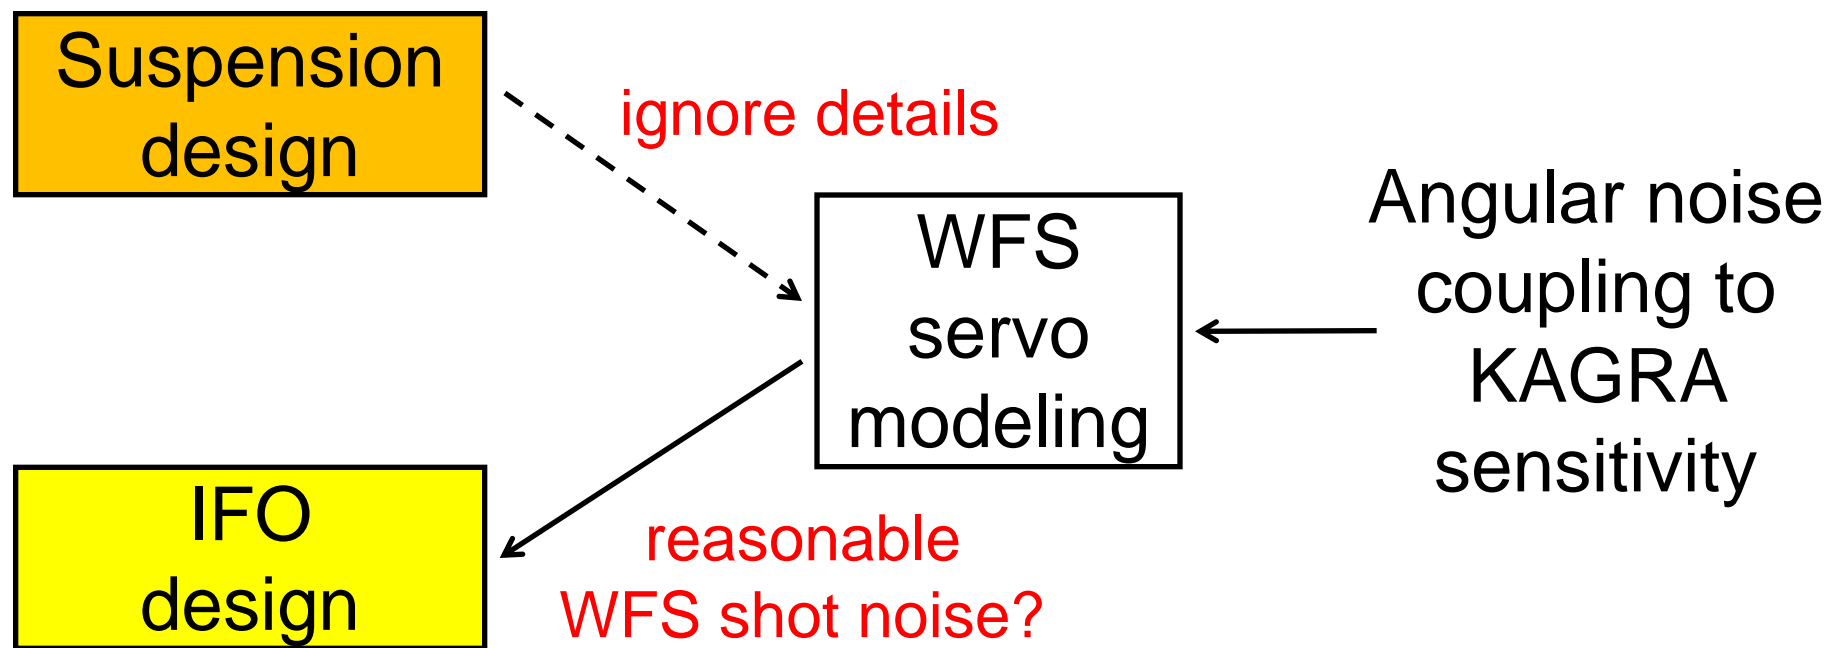 Suspension
design
ignore details
WFS
servo
modeling
Angular noise
coupling to
KAGRA
sensitivity
IFO
design
reasonable
WFS shot noise?